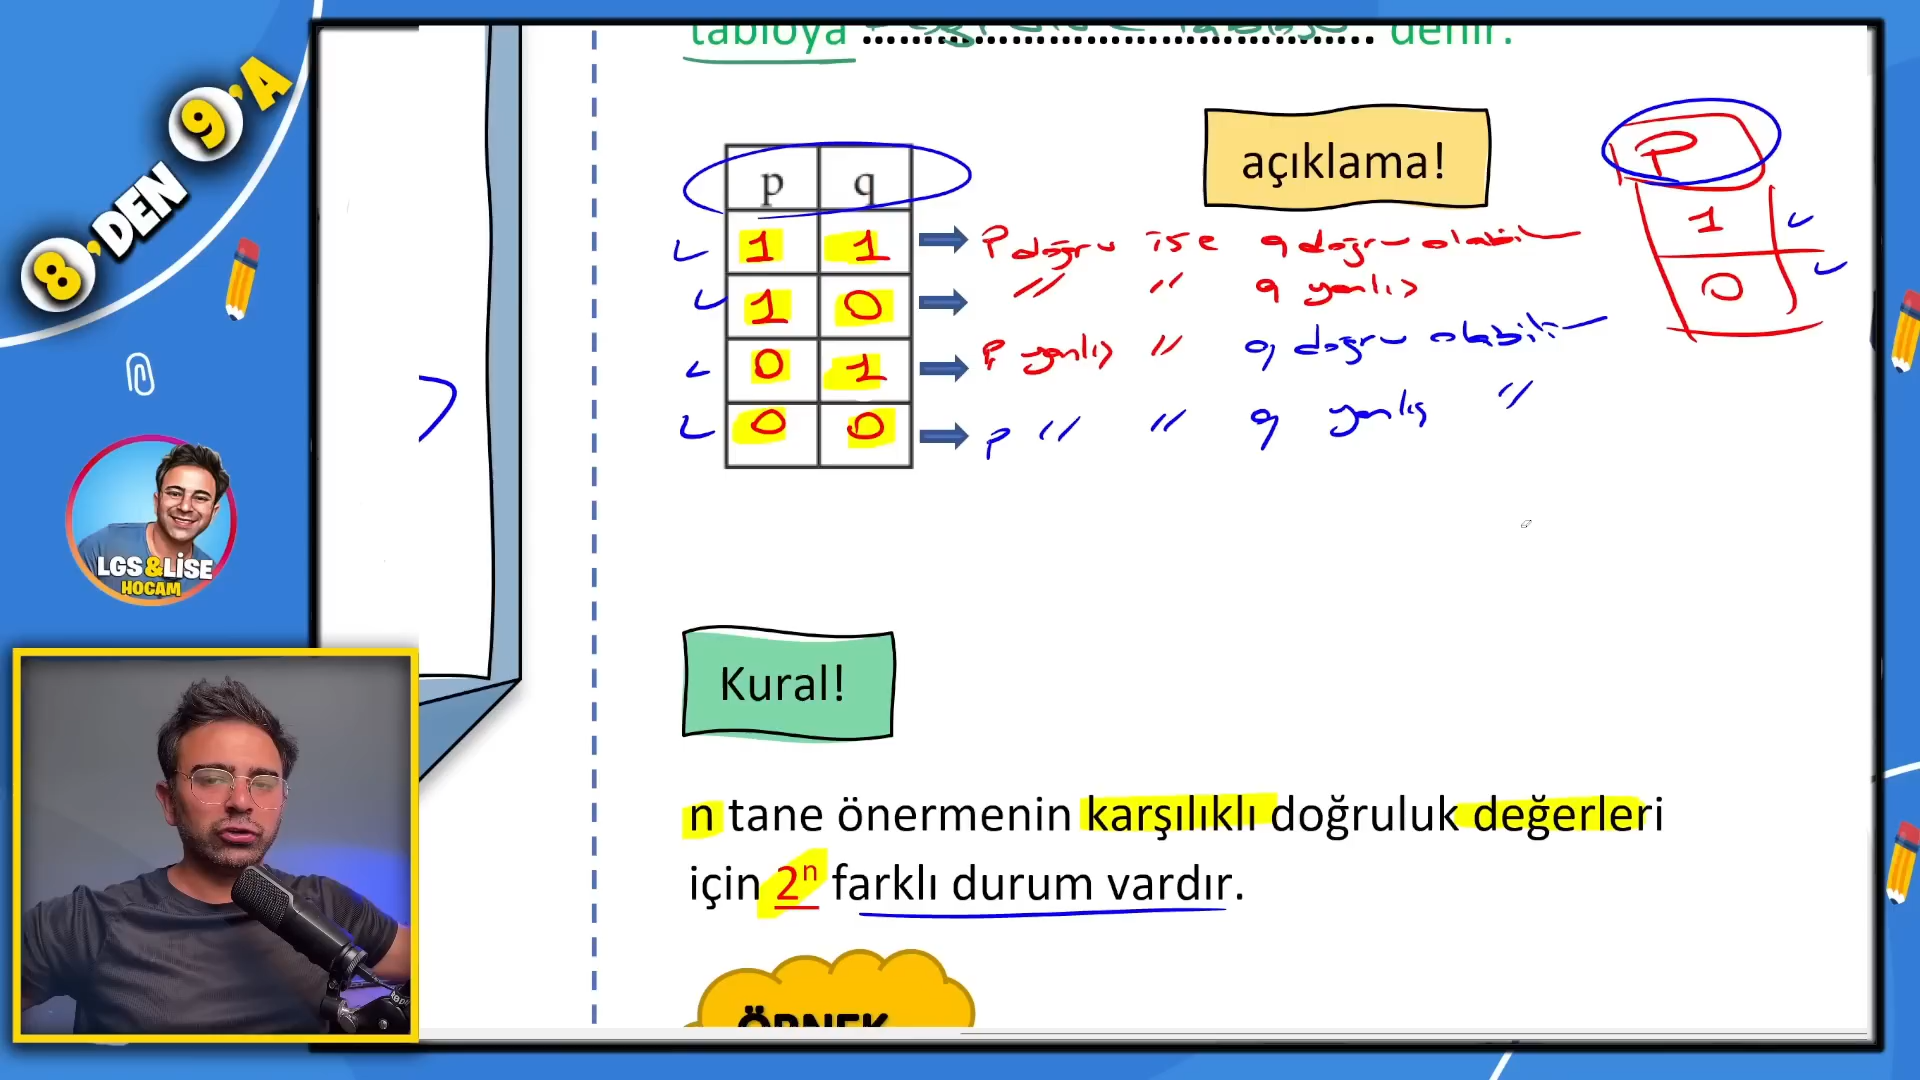 8'DEN 9'A
LGS&LİSE
HOCAM
tabloya ........................................ denir.
açıklama!
P
1
0
p q
1 1 P doğru ise q doğru olabilir
1 0 " " q yanlış
0 1 P yanlış " q doğru olabilir
0 0 p " " q yanlış "
Kural!
n tane önermenin karşılıklı doğruluk değerleri
için 2ⁿ farklı durum vardır.
ÖRNEK